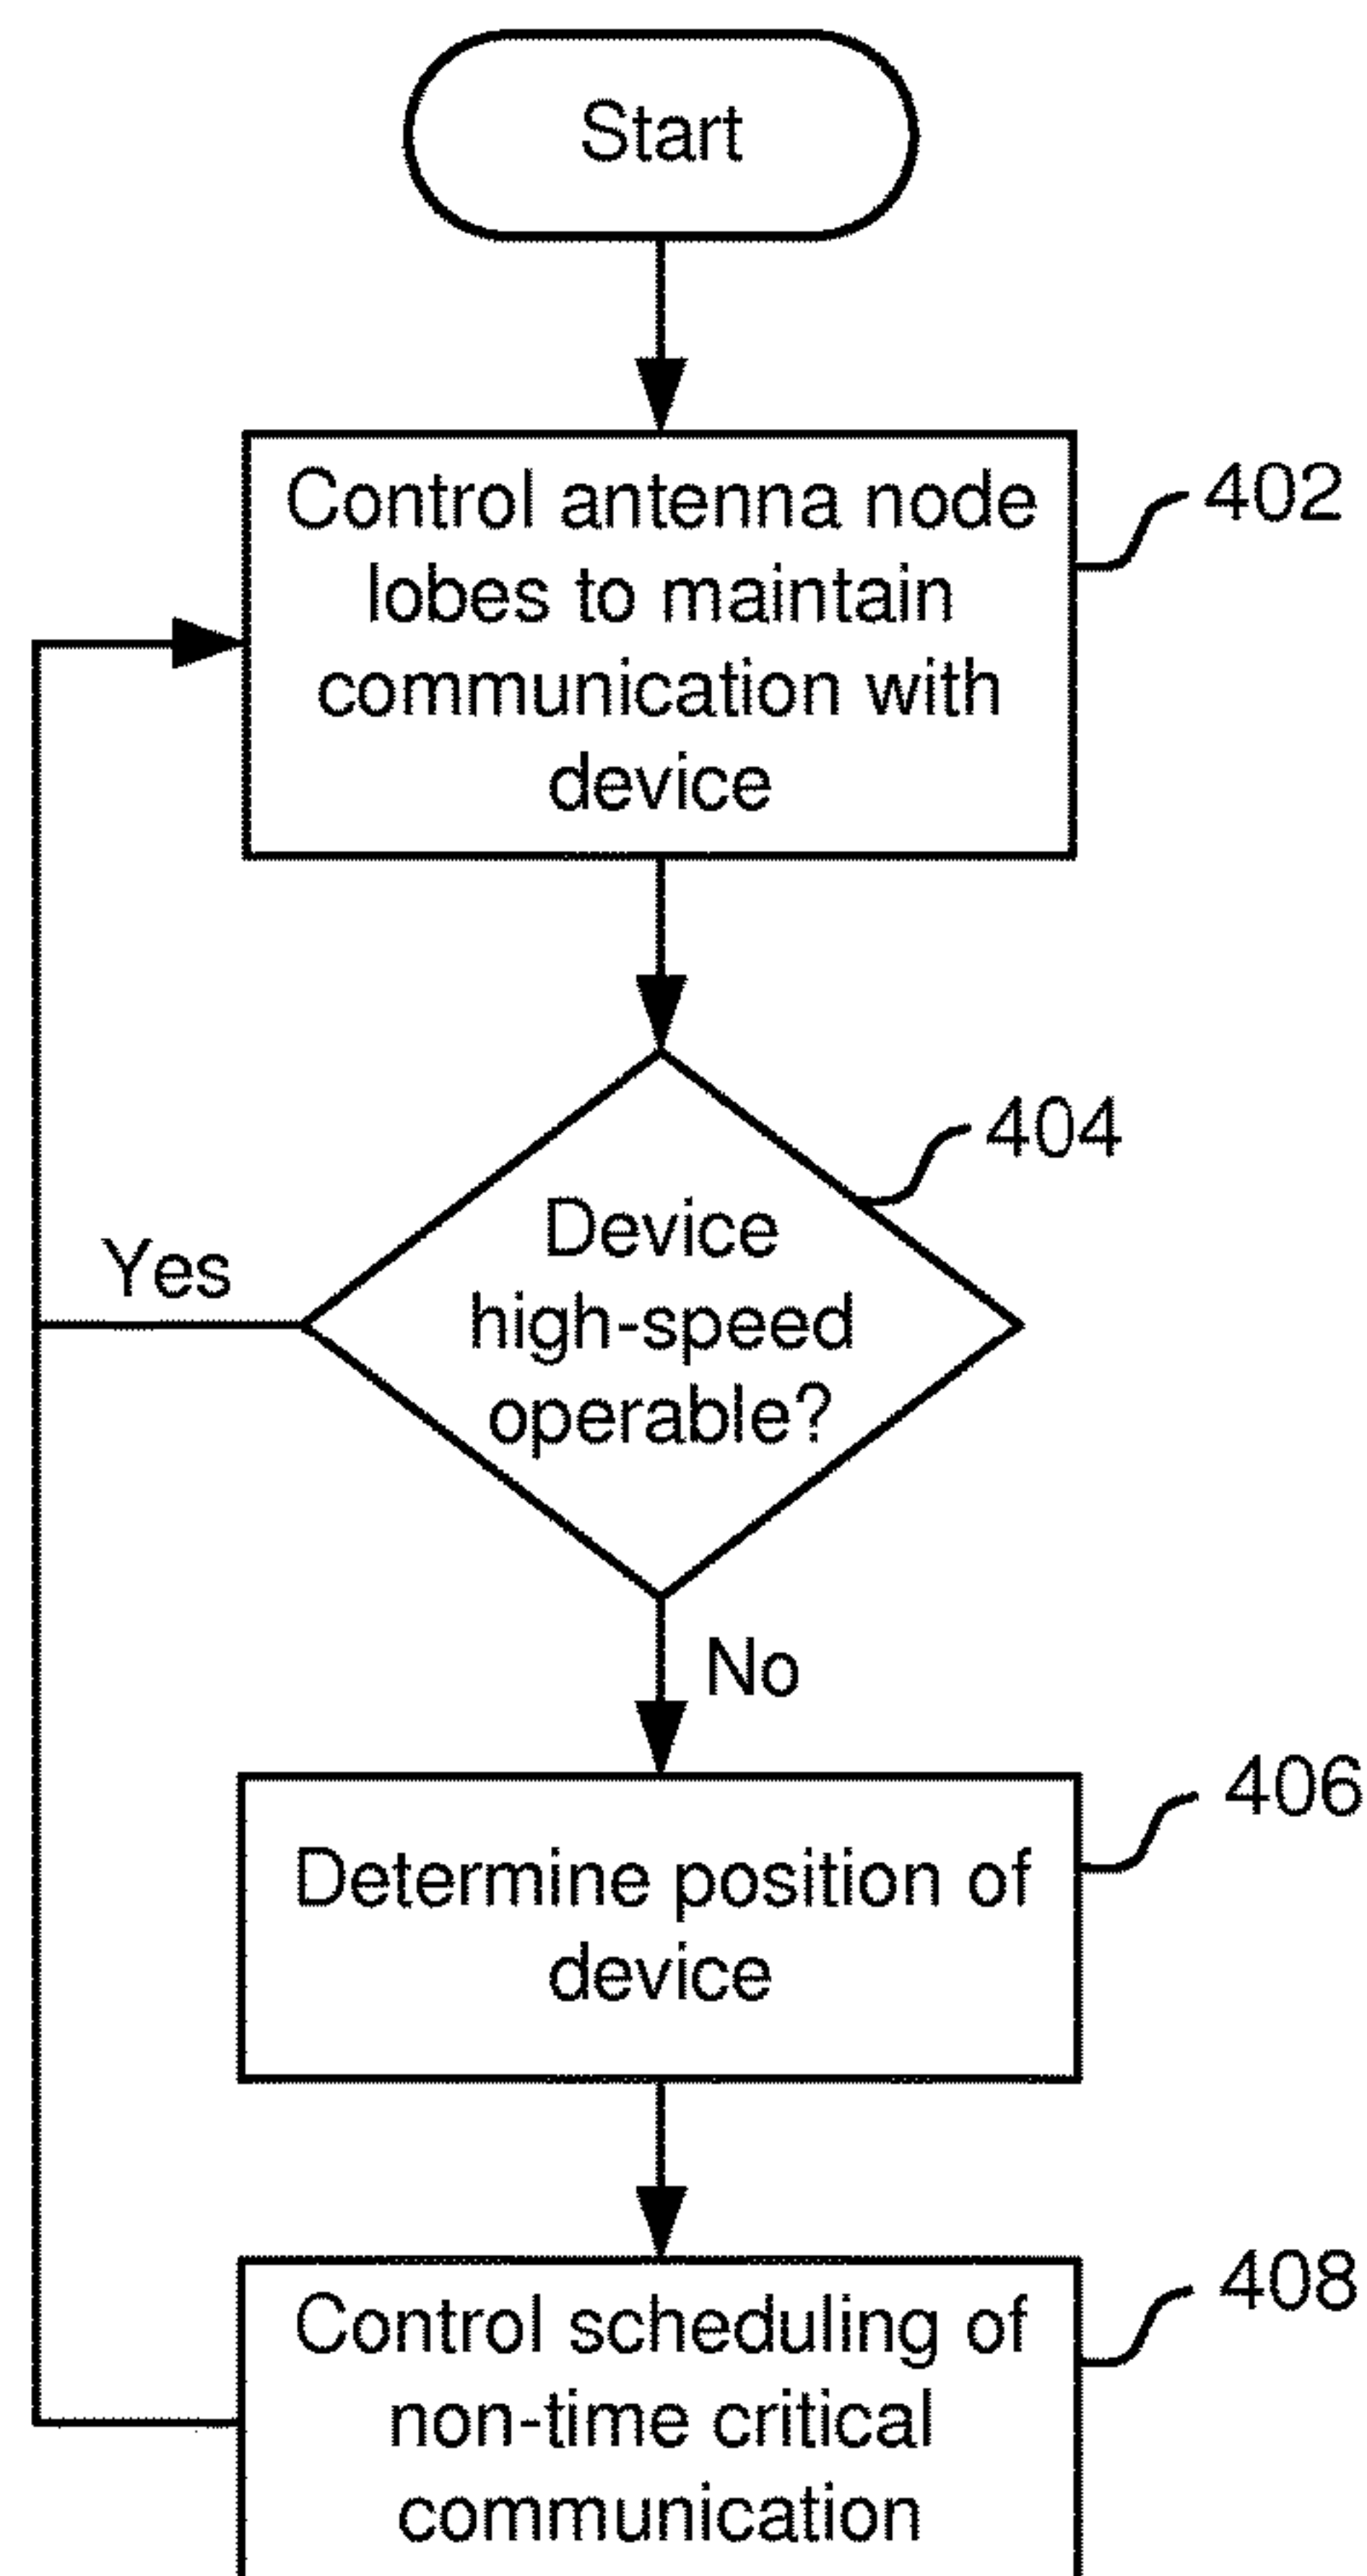 Start
Control antenna node
lobes to maintain
communication with
device
402
404
Device
high-speed
operable?
Yes
No
406
Determine position of
device
408
Control scheduling of
non-time critical
communication